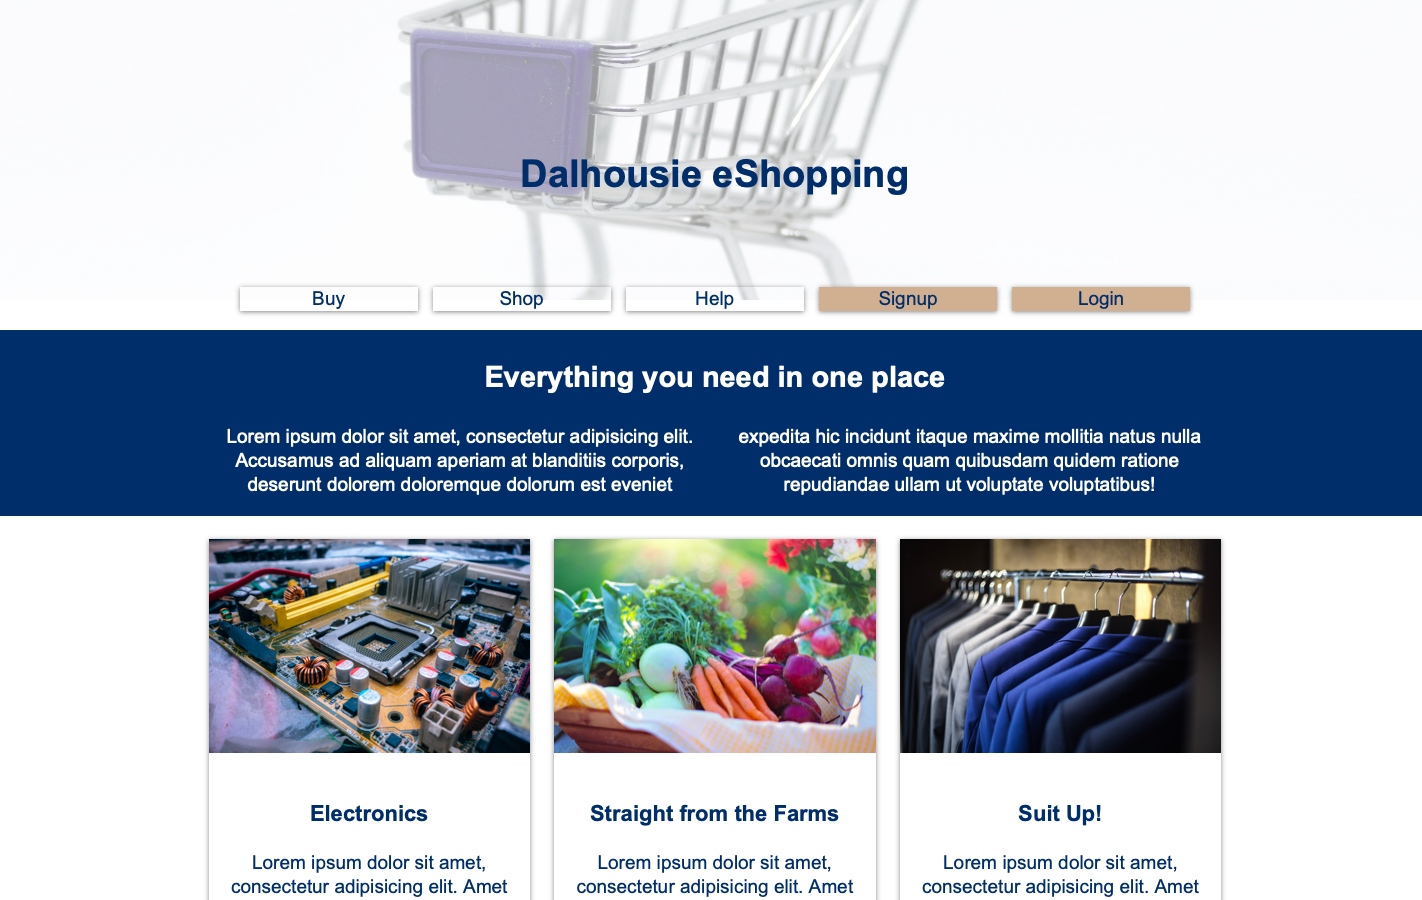 Dalhousie eShopping
Buy
Shop
Help
Signup
Login
Everything you need in one place
Lorem ipsum dolor sit amet, consectetur adipisicing elit.
Accusamus ad aliquam aperiam at blanditiis corporis,
deserunt dolorem doloremque dolorum est eveniet
expedita hic incidunt itaque maxime mollitia natus nulla
obcaecati omnis quam quibusdam quidem ratione
repudiandae ullam ut voluptate voluptatibus!
Electronics
Lorem ipsum dolor sit amet,
consectetur adipisicing elit. Amet
Straight from the Farms
Lorem ipsum dolor sit amet,
consectetur adipisicing elit. Amet
Suit Up!
Lorem ipsum dolor sit amet,
consectetur adipisicing elit. Amet